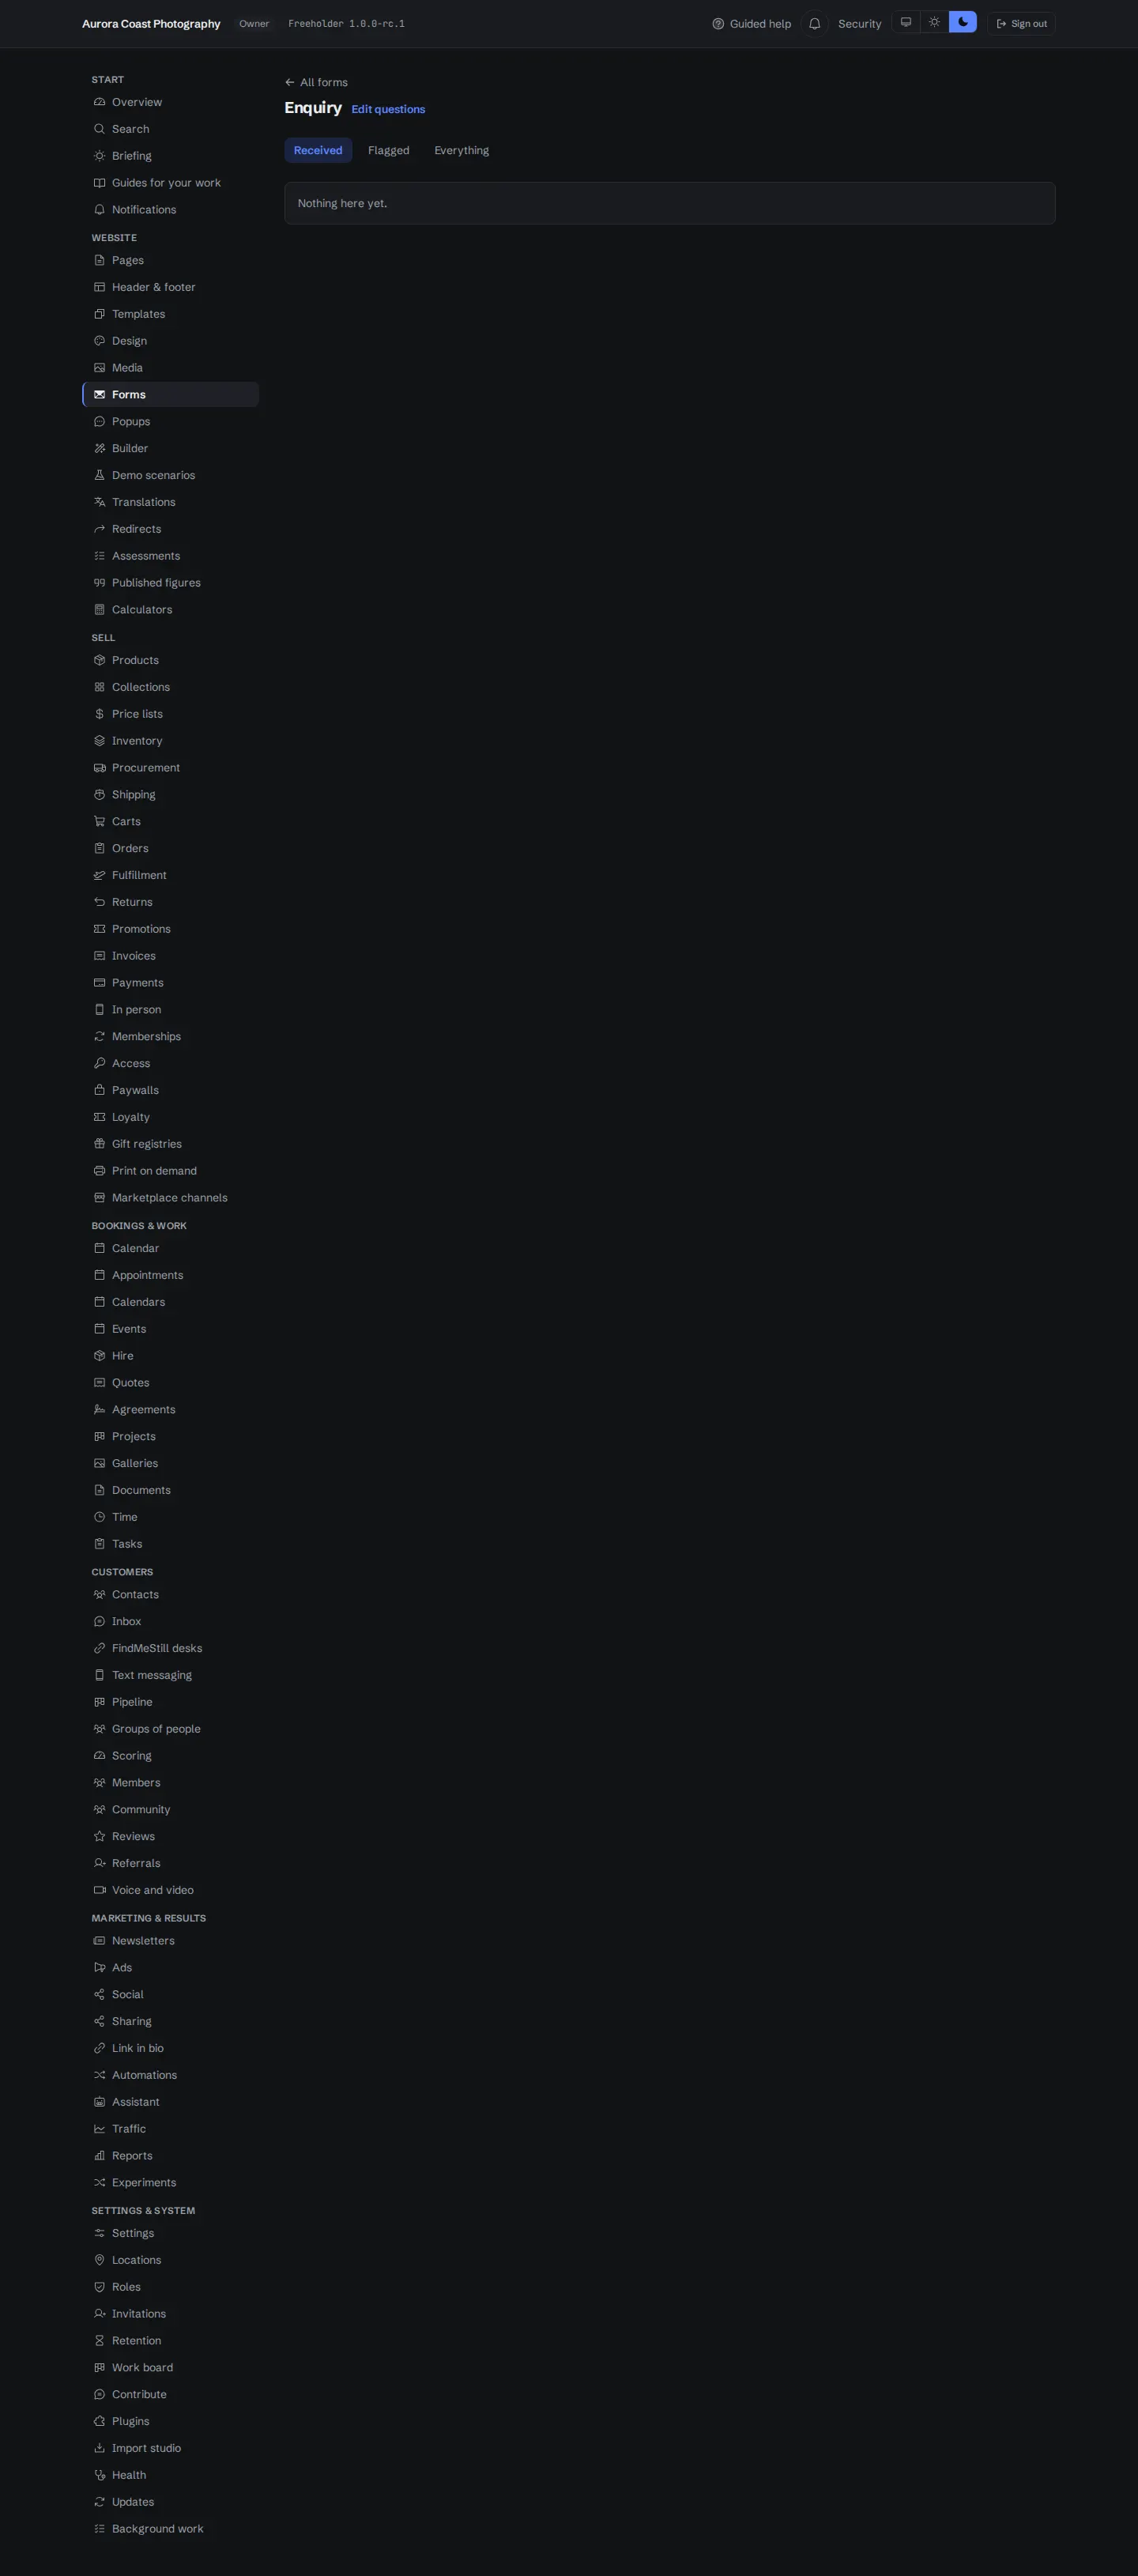 Aurora Coast Photography Owner Freeholder 1.0.0-rc.1 Guided help Security Sign out
START
Overview
Search
Briefing
Guides for your work
Notifications
WEBSITE
Pages
Header & footer
Templates
Design
Media
Forms
Popups
Builder
Demo scenarios
Translations
Redirects
Assessments
Published figures
Calculators
SELL
Products
Collections
Price lists
Inventory
Procurement
Shipping
Carts
Orders
Fulfillment
Returns
Promotions
Invoices
Payments
In person
Memberships
Access
Paywalls
Loyalty
Gift registries
Print on demand
Marketplace channels
BOOKINGS & WORK
Calendar
Appointments
Calendars
Events
Hire
Quotes
Agreements
Projects
Galleries
Documents
Time
Tasks
CUSTOMERS
Contacts
Inbox
FindMeStill desks
Text messaging
Pipeline
Groups of people
Scoring
Members
Community
Reviews
Referrals
Voice and video
MARKETING & RESULTS
Newsletters
Ads
Social
Sharing
Link in bio
Automations
Assistant
Traffic
Reports
Experiments
SETTINGS & SYSTEM
Settings
Locations
Roles
Invitations
Retention
Work board
Contribute
Plugins
Import studio
Health
Updates
Background work
← All forms
Enquiry Edit questions
Received Flagged Everything
Nothing here yet.